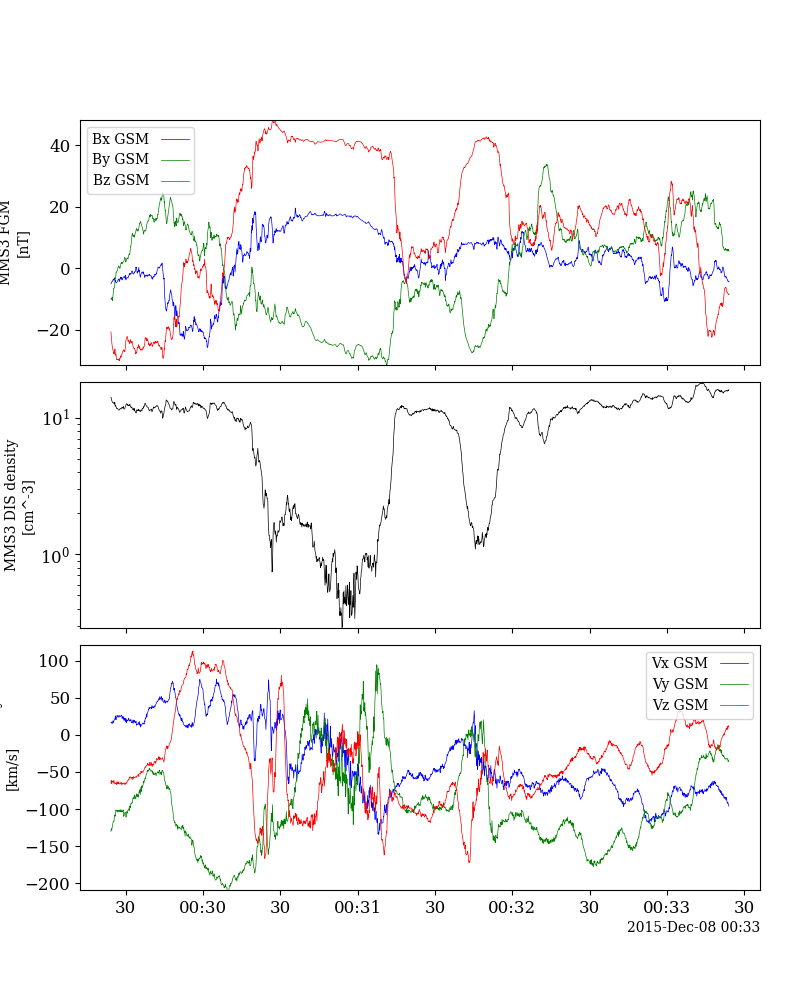 40
20
0
−20
MMS3 FGM
[nT]
Bx GSM
By GSM
Bz GSM
10^1
10^0
MMS3 DIS density
[cm^-3]
100
50
0
−50
−100
−150
−200
[km/s]
Vx GSM
Vy GSM
Vz GSM
30 00:30 30 00:31 30 00:32 30 00:33 30
2015-Dec-08 00:33